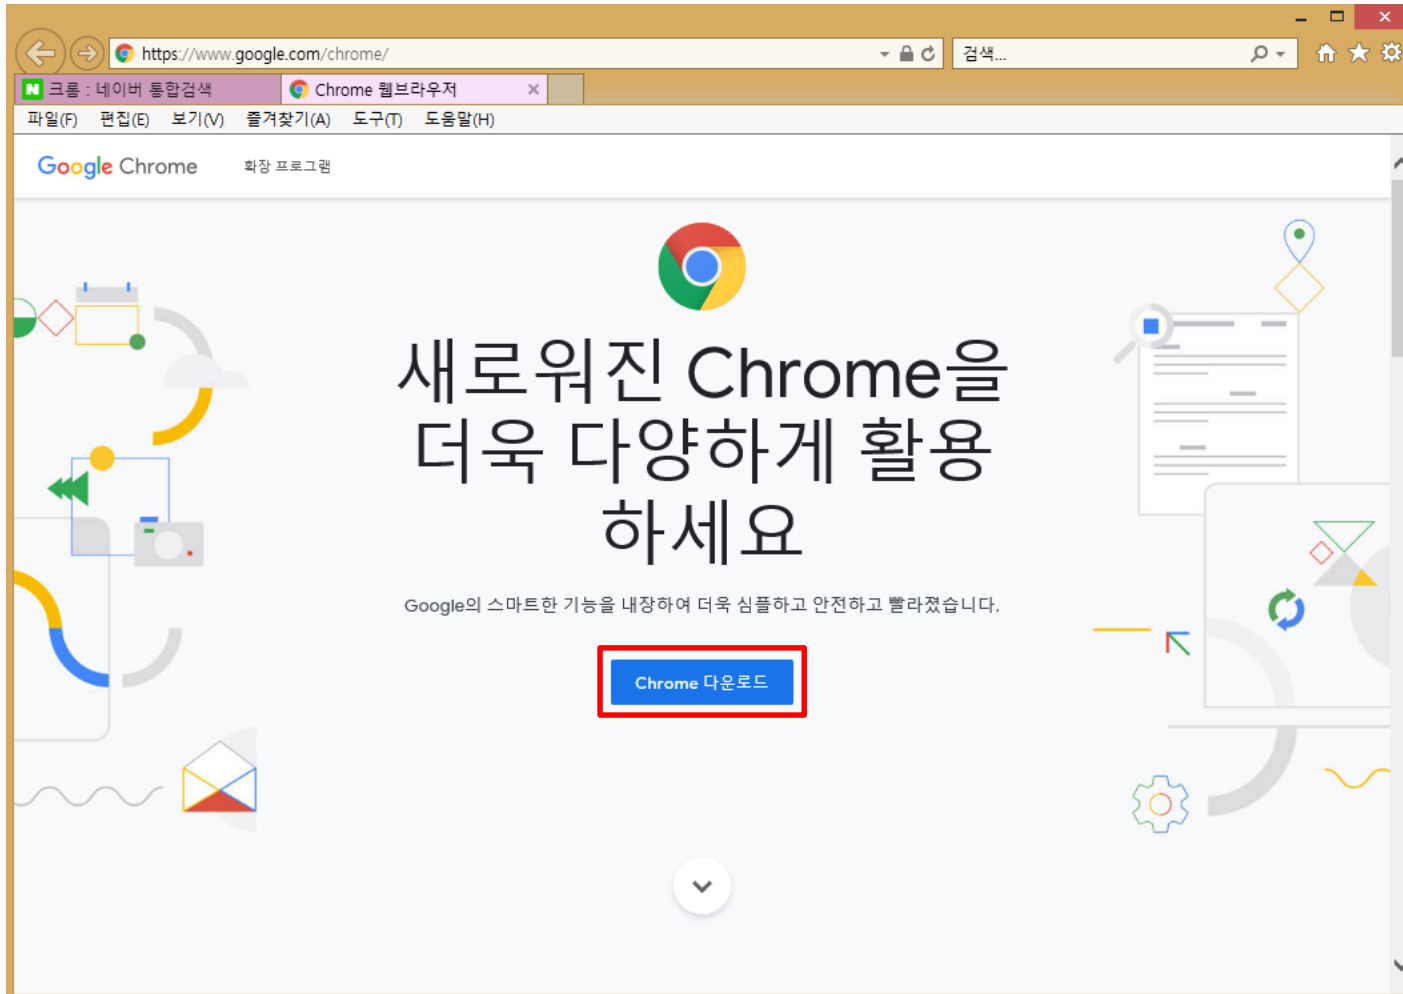 https://www.google.com/chrome/
검색...
크롬 : 네이버 통합검색
Chrome 웹브라우저
파일(F) 편집(E) 보기(V) 즐겨찾기(A) 도구(T) 도움말(H)
Google Chrome
확장 프로그램
새로워진 Chrome을
더욱 다양하게 활용
하세요
Google의 스마트한 기능을 내장하여 더욱 심플하고 안전하고 빨라졌습니다.
Chrome 다운로드